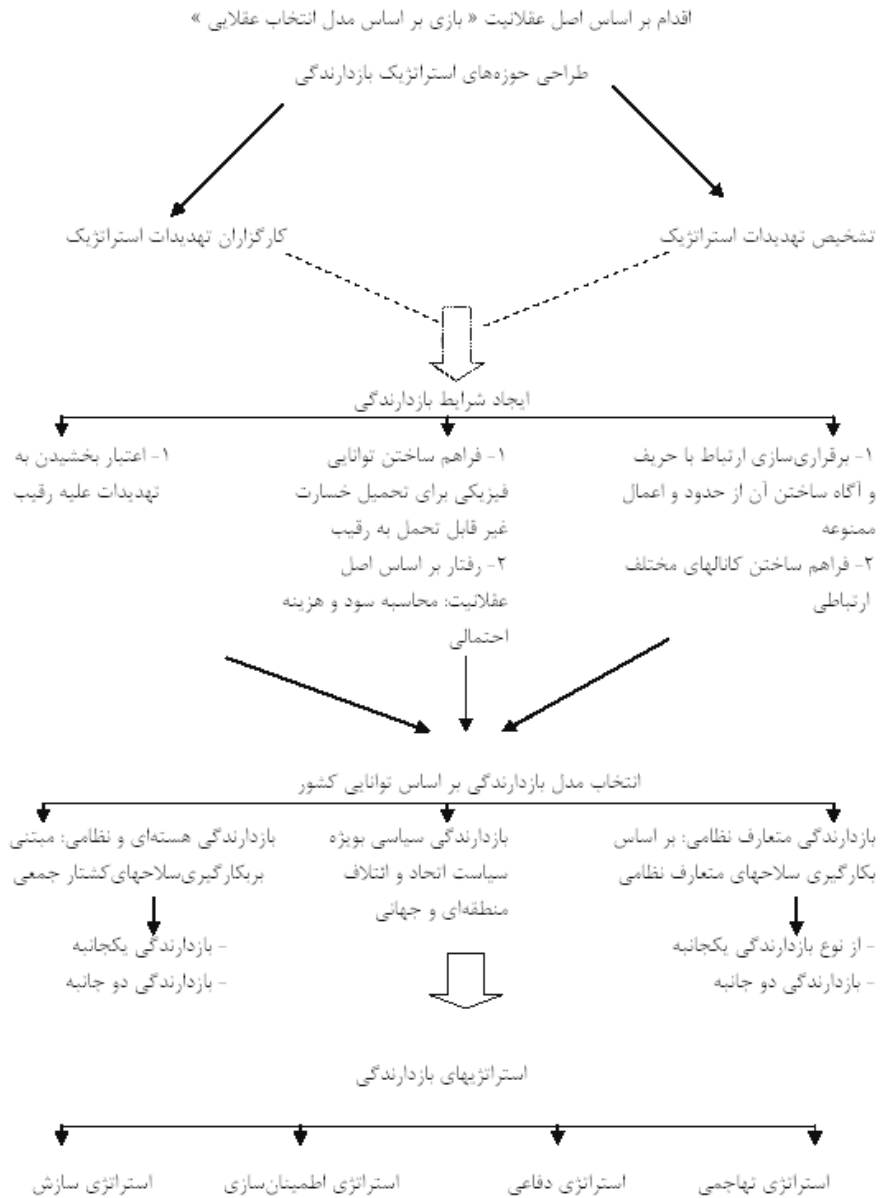 اقدام بر اساس اصل عقلانیت « بازی بر اساس مدل انتخاب عقلایی »
طراحی حوزه‌های استراتژیک بازدارندگی
تشخیص تهدیدات استراتژیک
کارگزاران تهدیدات استراتژیک
ایجاد شرایط بازدارندگی
۱- برقراری‌سازی ارتباط با حریف
و آگاه ساختن آن از حدود و اعمال
ممنوعه
۲- فراهم ساختن کانالهای مختلف
ارتباطی
۱- فراهم ساختن توانایی
فیزیکی برای تحمیل خسارت
غیر قابل تحمل به رقیب
۲- رفتار بر اساس اصل
عقلانیت: محاسبه سود و هزینه
احتمالی
۱- اعتبار بخشیدن به
تهدیدات علیه رقیب
انتخاب مدل بازدارندگی بر اساس توانایی کشور
بازدارندگی متعارف نظامی: بر اساس
بکارگیری سلاحهای متعارف نظامی
- از نوع بازدارندگی یکجانبه
- بازدارندگی دو جانبه
بازدارندگی سیاسی بویژه
سیاست اتحاد و ائتلاف
منطقه‌ای و جهانی
بازدارندگی هسته‌ای و نظامی: مبتنی
بربکارگیری‌سلاحهای‌کشتار جمعی
- بازدارندگی یکجانبه
- بازدارندگی دو جانبه
استراتژیهای بازدارندگی
استراتژی تهاجمی
استراتژی دفاعی
استراتژی اطمینان‌سازی
استراتژی سازش